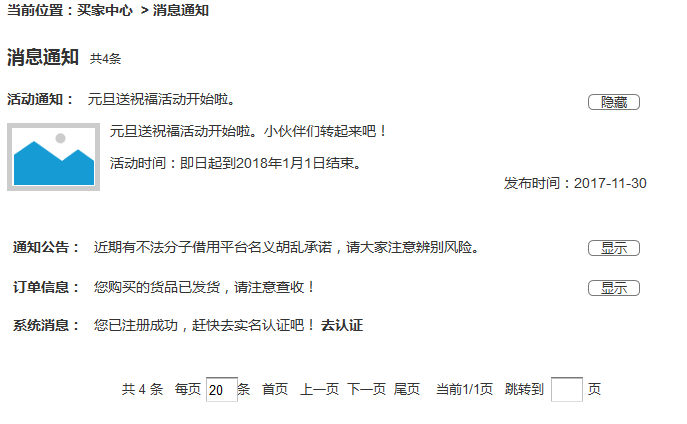 当前位置：买家中心 > 消息通知
消息通知 共4条
活动通知： 元旦送祝福活动开始啦。 隐藏
元旦送祝福活动开始啦。小伙伴们转起来吧！
活动时间：即日起到2018年1月1日结束。
发布时间：2017-11-30
通知公告： 近期有不法分子借用平台名义胡乱承诺，请大家注意辨别风险。 显示
订单信息： 您购买的货品已发货，请注意查收！ 显示
系统消息： 您已注册成功，赶快去实名认证吧！去认证
共 4 条 每页 20 条 首页 上一页 下一页 尾页 当前1/1页 跳转到 页